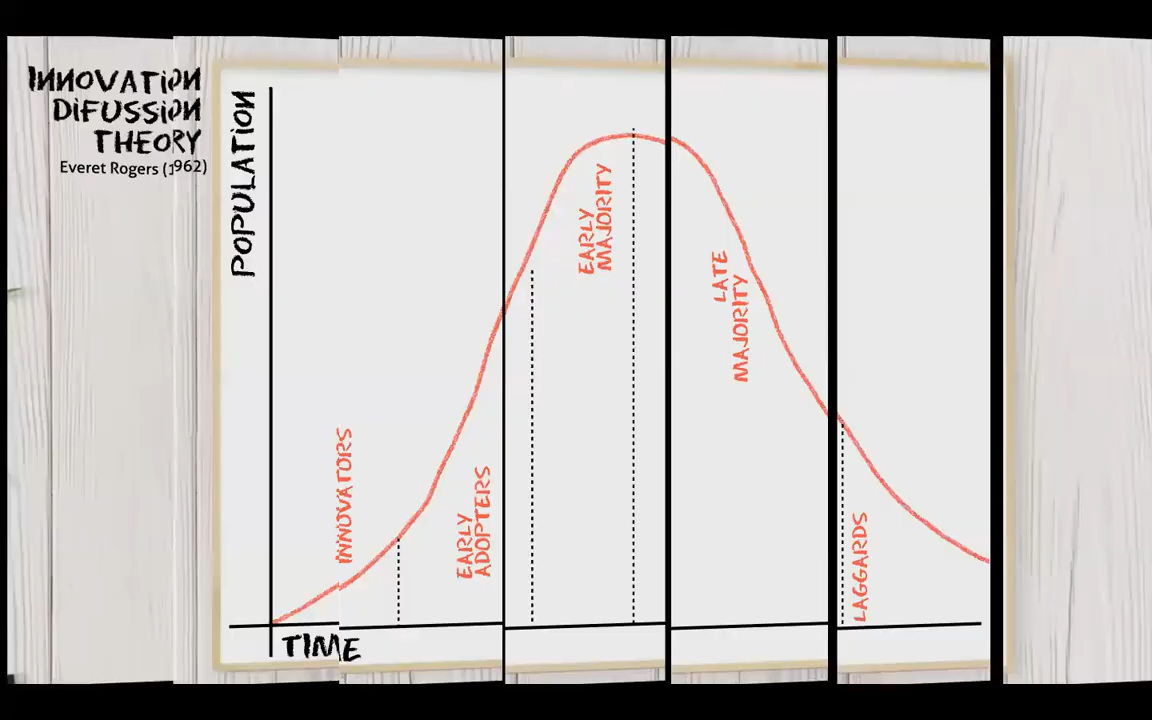 INNOVATION
DiFUSSiON
THEORY
Everet Rogers (1962)
POPULATION
INNOVATORS
EARLY
ADOPTERS
EARLY
MAJORITY
LATE
MAJORITY
LAGGARDS
TIME